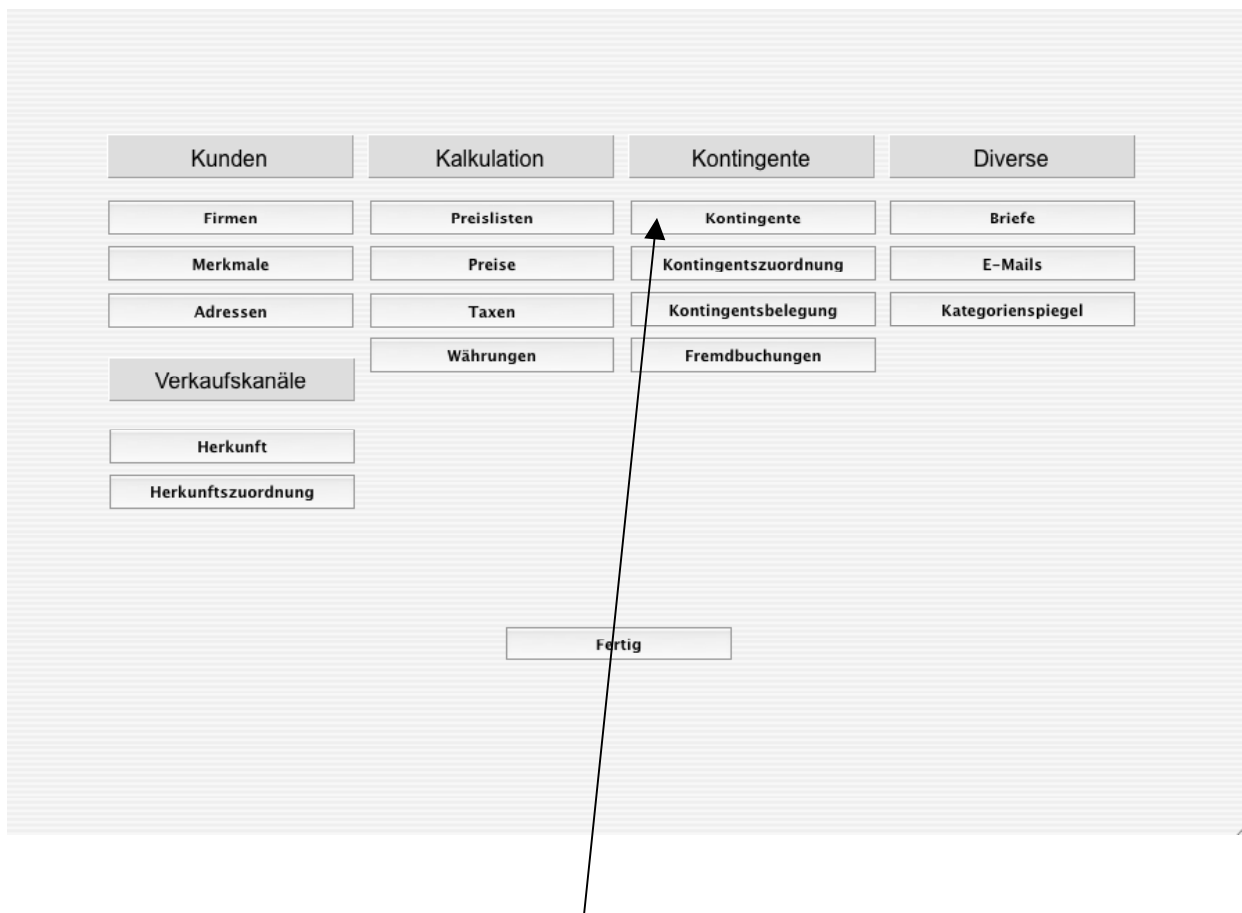 Kunden
Firmen
Merkmale
Adressen
Verkaufskanäle
Herkunft
Herkunftszuordnung
Kalkulation
Preislisten
Preise
Taxen
Währungen
Kontingente
Kontingente
Kontingentszuordnung
Kontingentsbelegung
Fremdbuchungen
Diverse
Briefe
E-Mails
Kategorienspiegel
Fertig